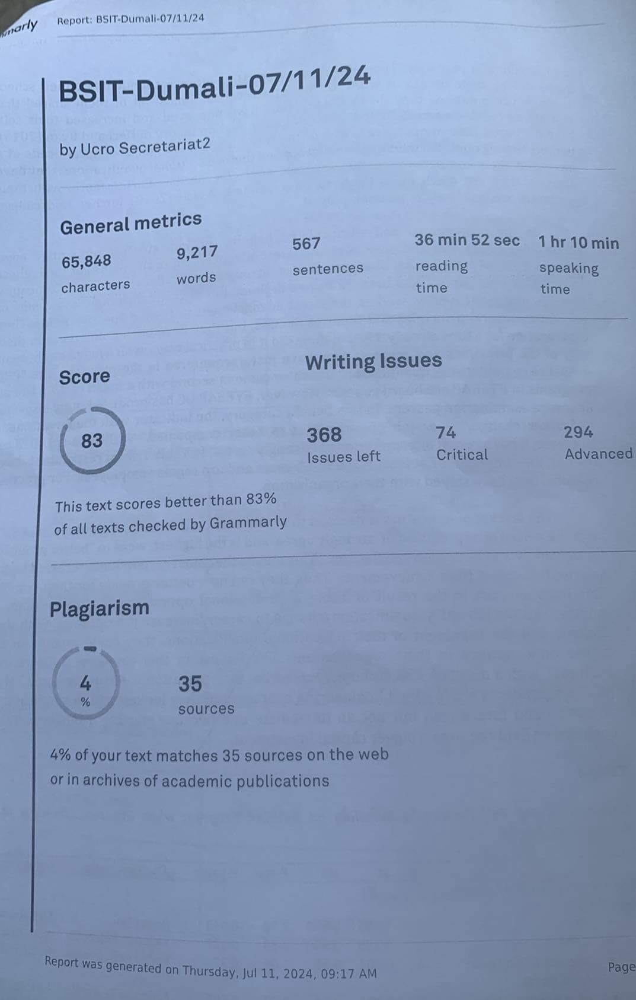 marly
Report: BSIT-Dumali-07/11/24
BSIT-Dumali-07/11/24
by Ucro Secretariat2
General metrics
65,848 9,217 567 36 min 52 sec 1 hr 10 min
characters words sentences reading speaking
time time
Score Writing Issues
83 368 74 294
Issues left Critical Advanced
This text scores better than 83%
of all texts checked by Grammarly
Plagiarism
4 35
% sources
4% of your text matches 35 sources on the web
or in archives of academic publications
Report was generated on Thursday, Jul 11, 2024, 09:17 AM Page